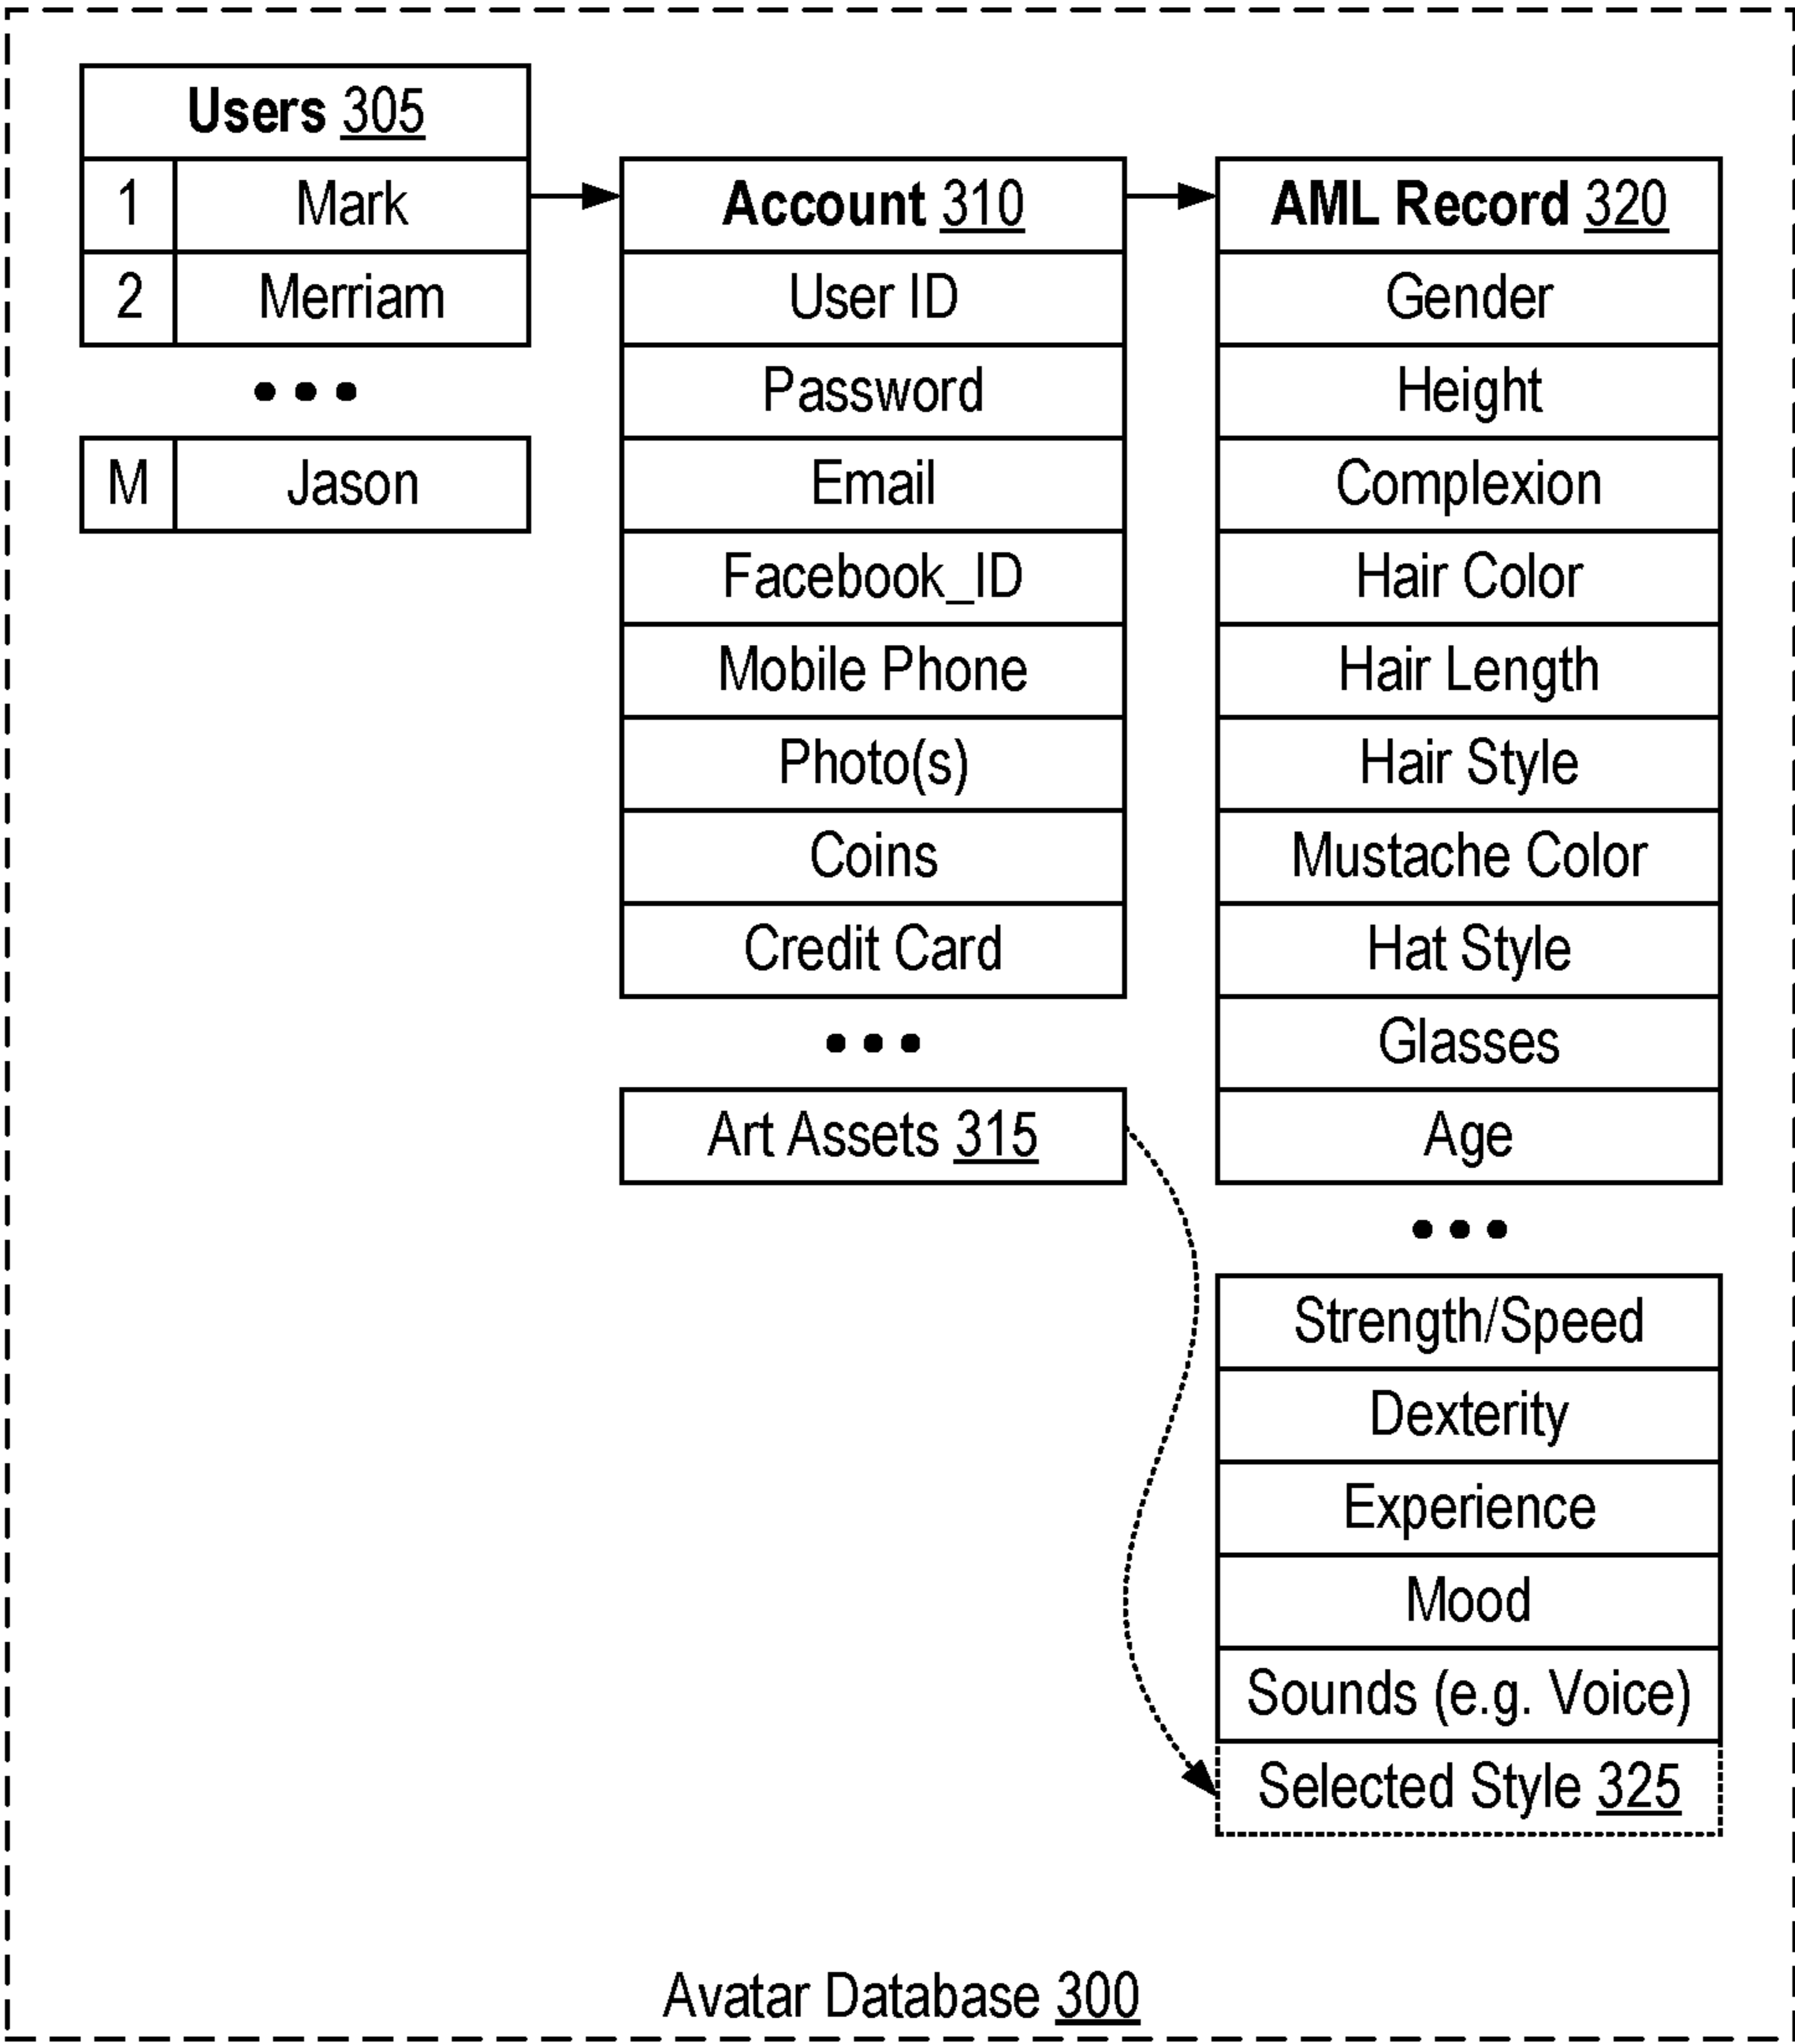 Users 305
1 Mark
2 Merriam
• • •
M Jason
Account 310
User ID
Password
Email
Facebook_ID
Mobile Phone
Photo(s)
Coins
Credit Card
• • •
Art Assets 315
AML Record 320
Gender
Height
Complexion
Hair Color
Hair Length
Hair Style
Mustache Color
Hat Style
Glasses
Age
• • •
Strength/Speed
Dexterity
Experience
Mood
Sounds (e.g. Voice)
Selected Style 325
Avatar Database 300